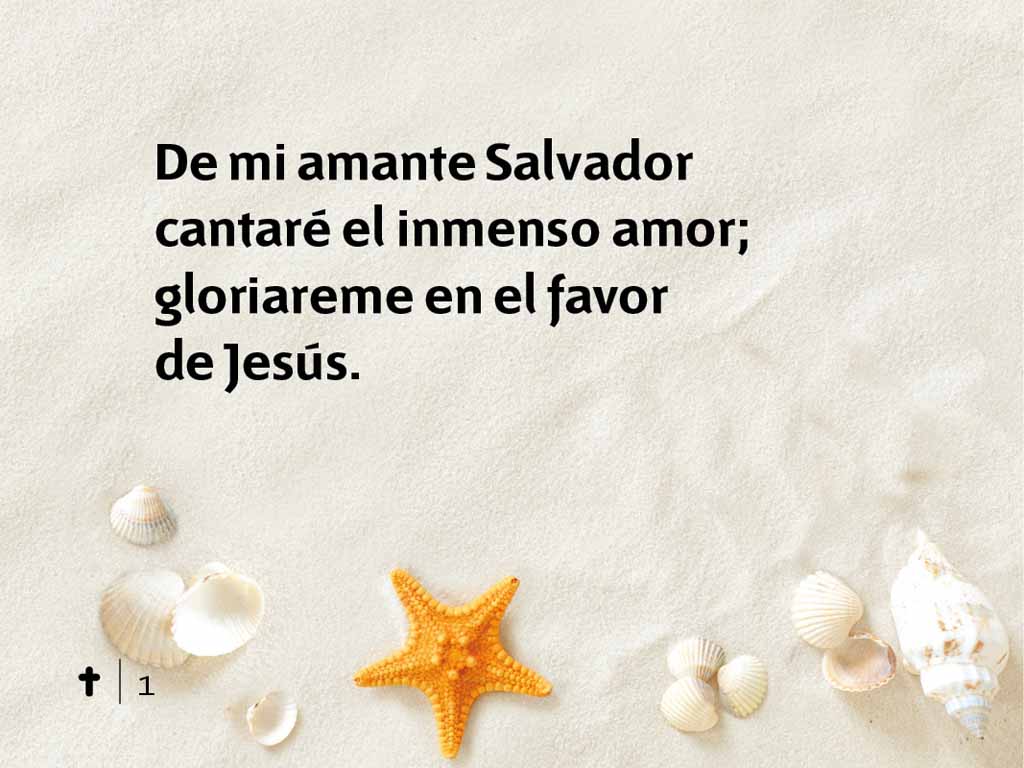 De mi amante Salvador
cantaré el inmenso amor;
gloriareme en el favor
de Jesús.
1